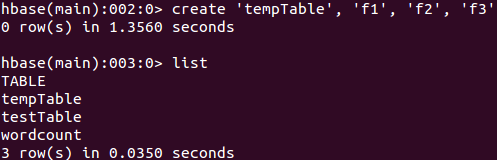 hbase(main):002:0> create 'tempTable', 'f1', 'f2', 'f3'
0 row(s) in 1.3560 seconds
hbase(main):003:0> list
TABLE
tempTable
testTable
wordcount
3 row(s) in 0.0350 seconds